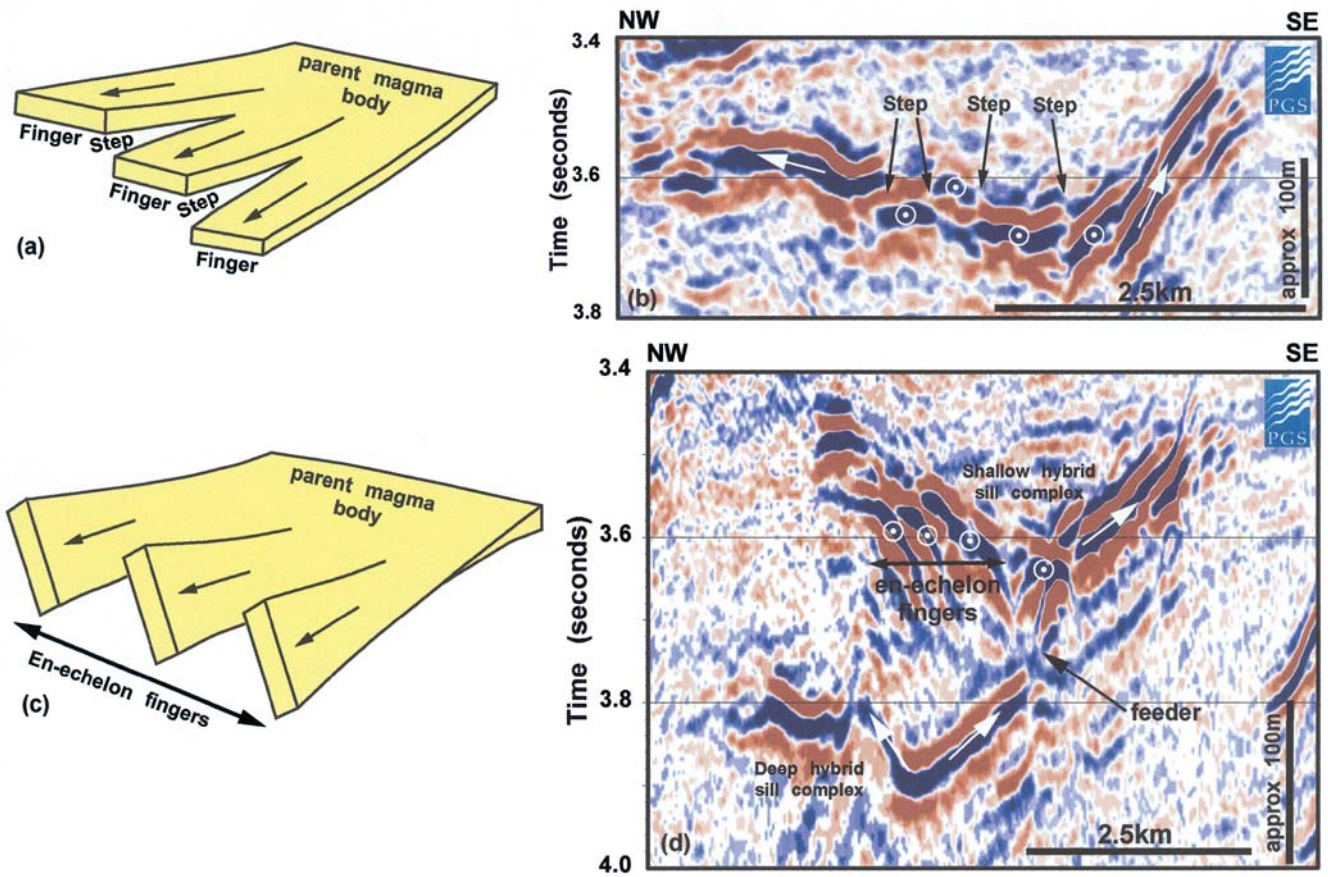 parent magma
body
Finger Step
Finger Step
Finger
(a)
NW
SE
3.4
3.6
3.8
Time (seconds)
Step
Step
Step
PGS
approx 100m
2.5km
(b)
parent magma
body
En-echelon fingers
(c)
NW
SE
3.4
3.6
3.8
4.0
Time (seconds)
PGS
Shallow hybrid
sill complex
en-echelon
fingers
feeder
Deep hybrid
sill complex
approx 100m
2.5km
(d)